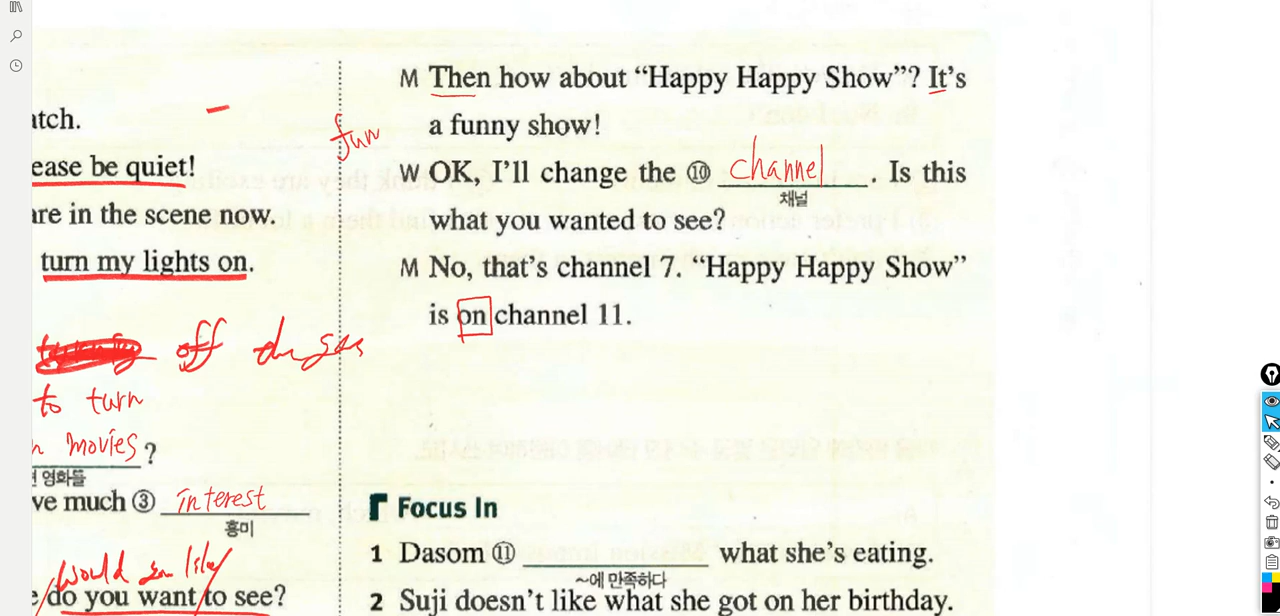 atch.
ease be quiet!
are in the scene now.
turn my lights on.
off
to turn
movies ?
영화들
ve much ③ interest
흥미
would
do you want to see?
fun
M Then how about “Happy Happy Show”? It’s
a funny show!
W OK, I’ll change the ⑩ channel. Is this
채널
what you wanted to see?
M No, that’s channel 7. “Happy Happy Show”
is on channel 11.
Focus In
1 Dasom ⑪ ________ what she’s eating.
~에 만족하다
2 Suji doesn’t like what she got on her birthday.